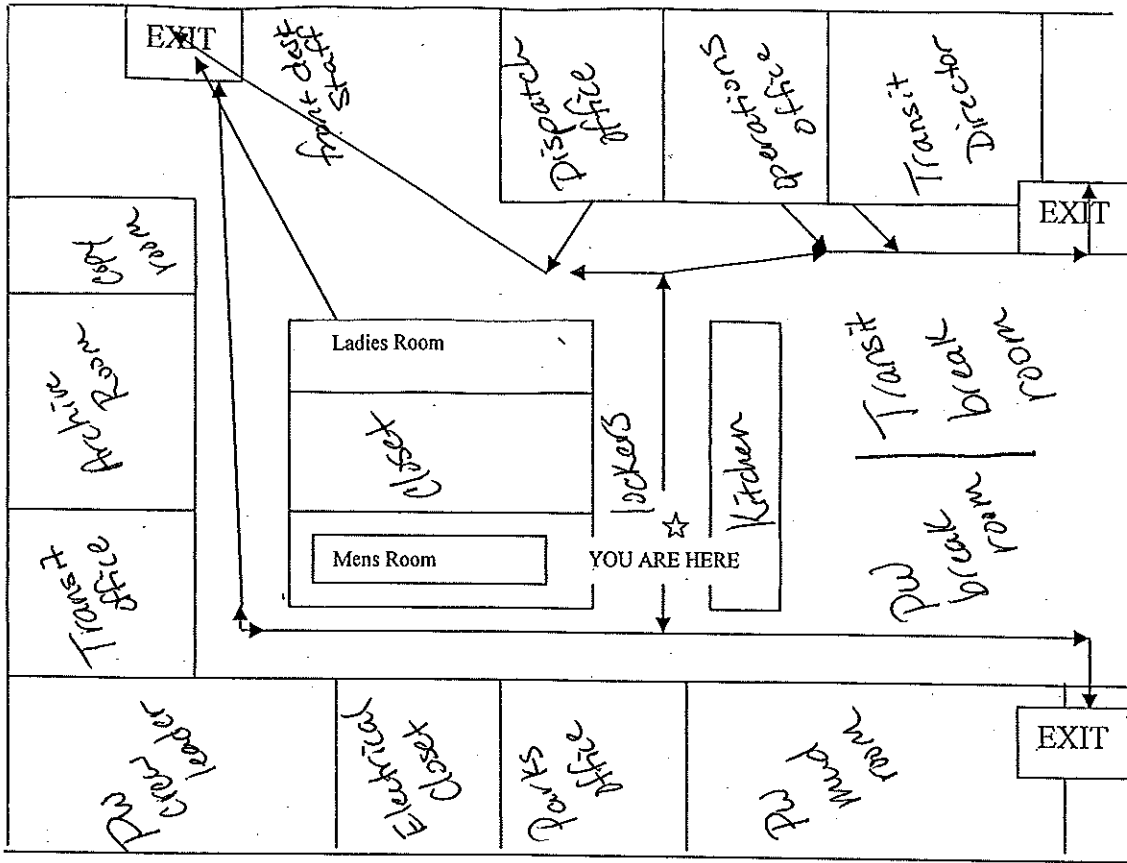 EXIT
front desk
staff
Dispatch
office
operations
office
Transit
Director
EXIT
Copy
room
Archive
Room
Transit
office
Ladies Room
Closet
Mens Room
lockers
YOU ARE HERE
Kitchen
Transit
break
room
PW
break
room
PW
crew
leader
Electrical
Closet
Parks
office
PW
mud
room
EXIT